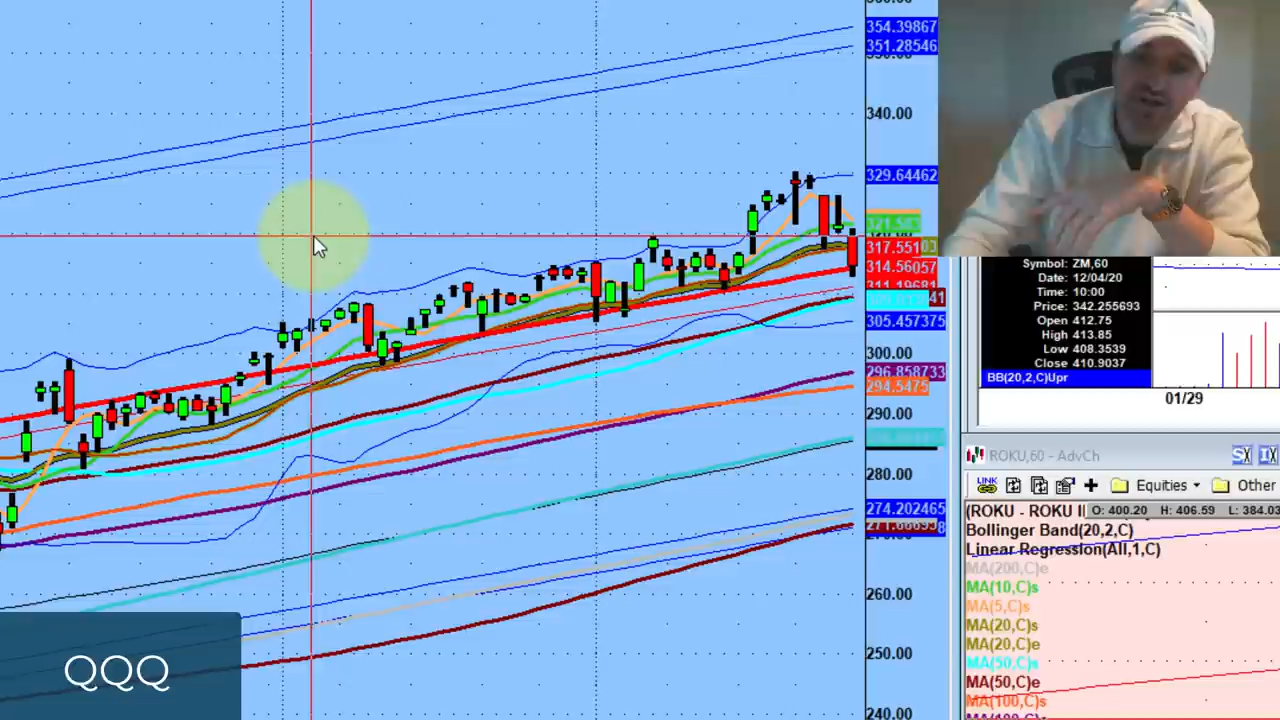 354.39867
351.28546
340.00
329.64462
321.583
317.551
314.56057
305.457375
300.00
296.858733
294.5475
290.00
280.00
274.202465
260.00
250.00
240.00
QQQ
Symbol: ZM,60
Date: 12/04/20
Time: 10:00
Price: 342.255693
Open 412.75
High 413.85
Low 408.3539
Close 410.9037
BB(20,2,C)Upr
01/29
ROKU,60 - AdvCh
LINK
Equities
Other
(ROKU - ROKU I
O: 400.20 H: 406.59 L: 384.03
Bollinger Band(20,2,C)
Linear Regression(All,1,C)
MA(200,C)e
MA(10,C)s
MA(5,C)s
MA(20,C)s
MA(20,C)e
MA(50,C)s
MA(50,C)e
MA(100,C)s